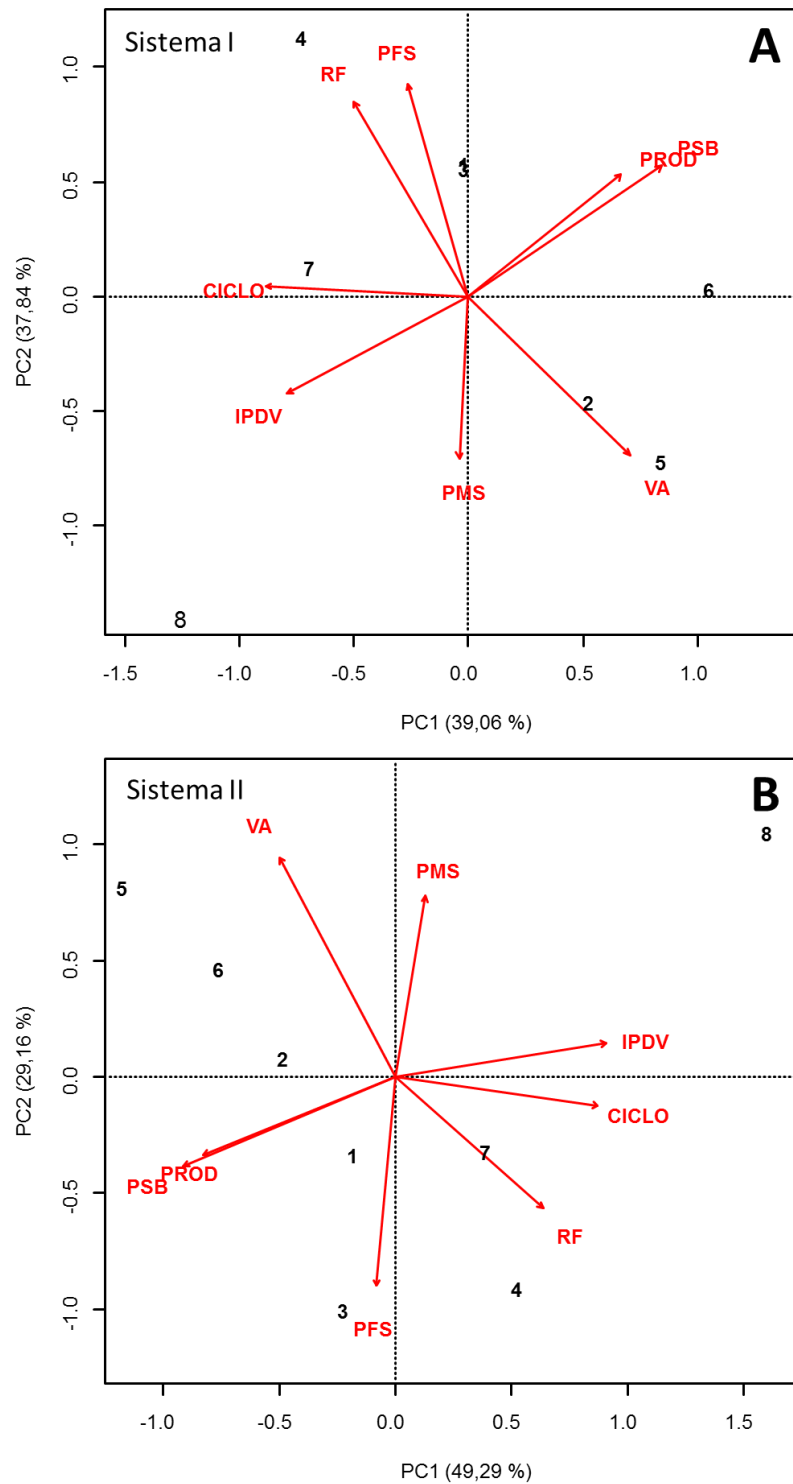 Sistema I
A
4
PFS
RF
1
3
PSB
PROD
7
CICLO
6
IPDV
2
5
PMS
VA
8
1.0
0.5
0.0
-0.5
-1.0
PC2 (37,84 %)
-1.5
-1.0
-0.5
0.0
0.5
1.0
PC1 (39,06 %)
Sistema II
B
VA
8
PMS
5
6
IPDV
2
CICLO
1
7
PROD
PSB
RF
4
3
PFS
1.0
0.5
0.0
-0.5
-1.0
PC2 (29,16 %)
-1.0
-0.5
0.0
0.5
1.0
1.5
PC1 (49,29 %)